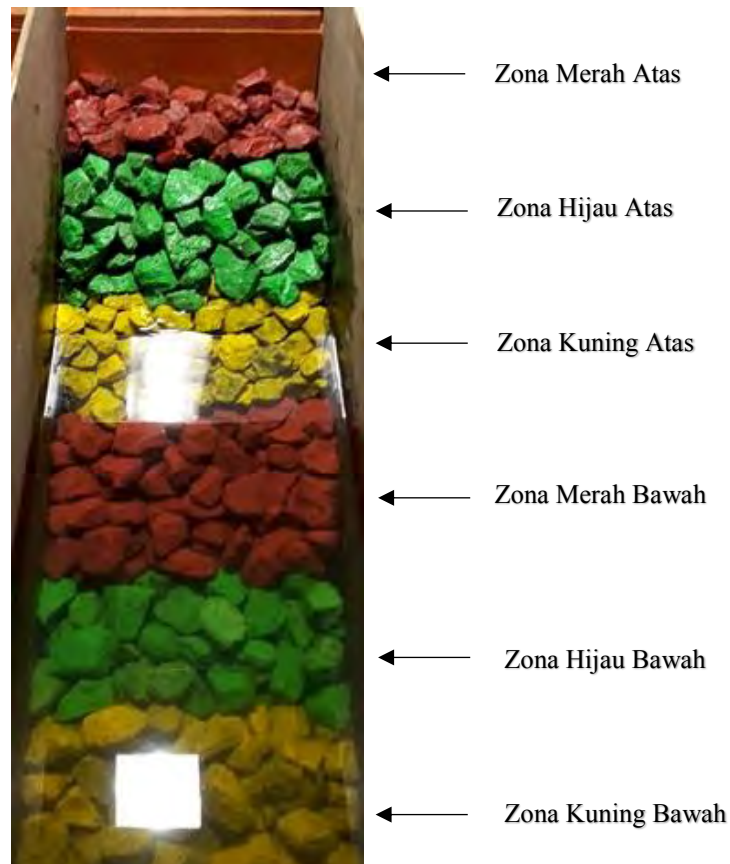 Zona Merah Atas
Zona Hijau Atas
Zona Kuning Atas
Zona Merah Bawah
Zona Hijau Bawah
Zona Kuning Bawah